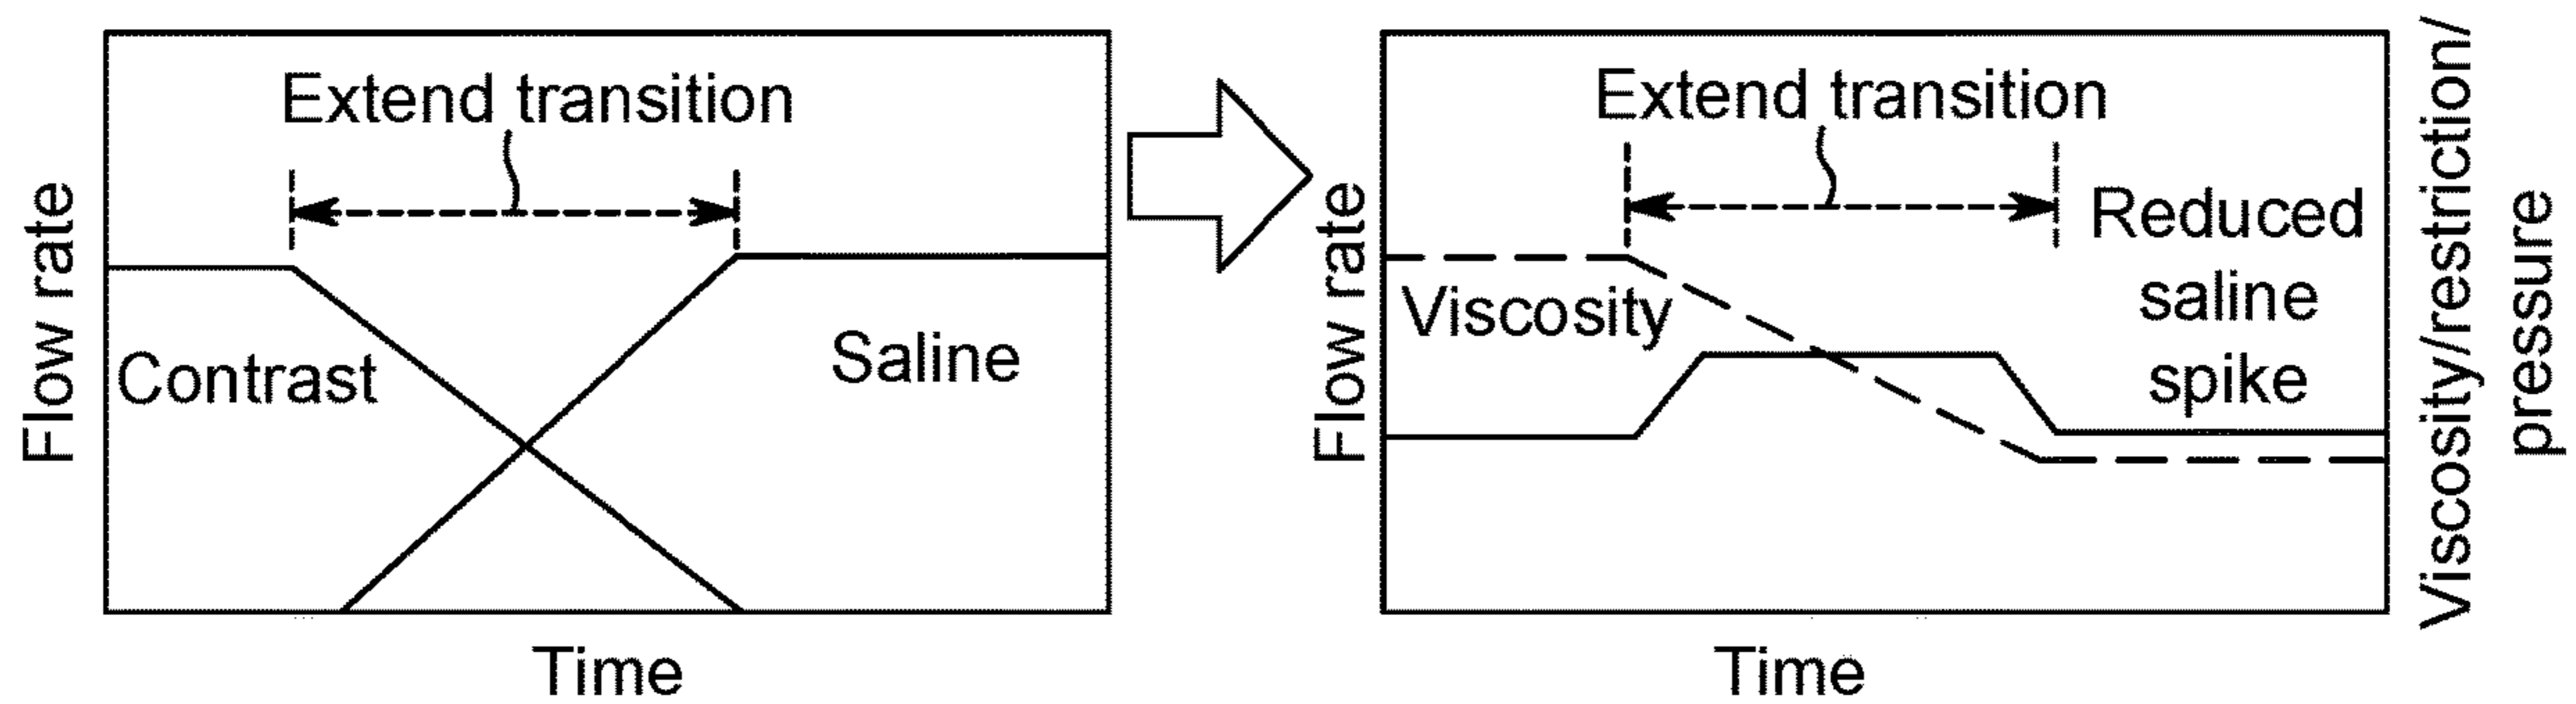 Extend transition
Flow rate
Contrast
Saline
Time
Extend transition
Flow rate
Viscosity
Reduced
saline
spike
Time
Viscosity/restriction/
pressure